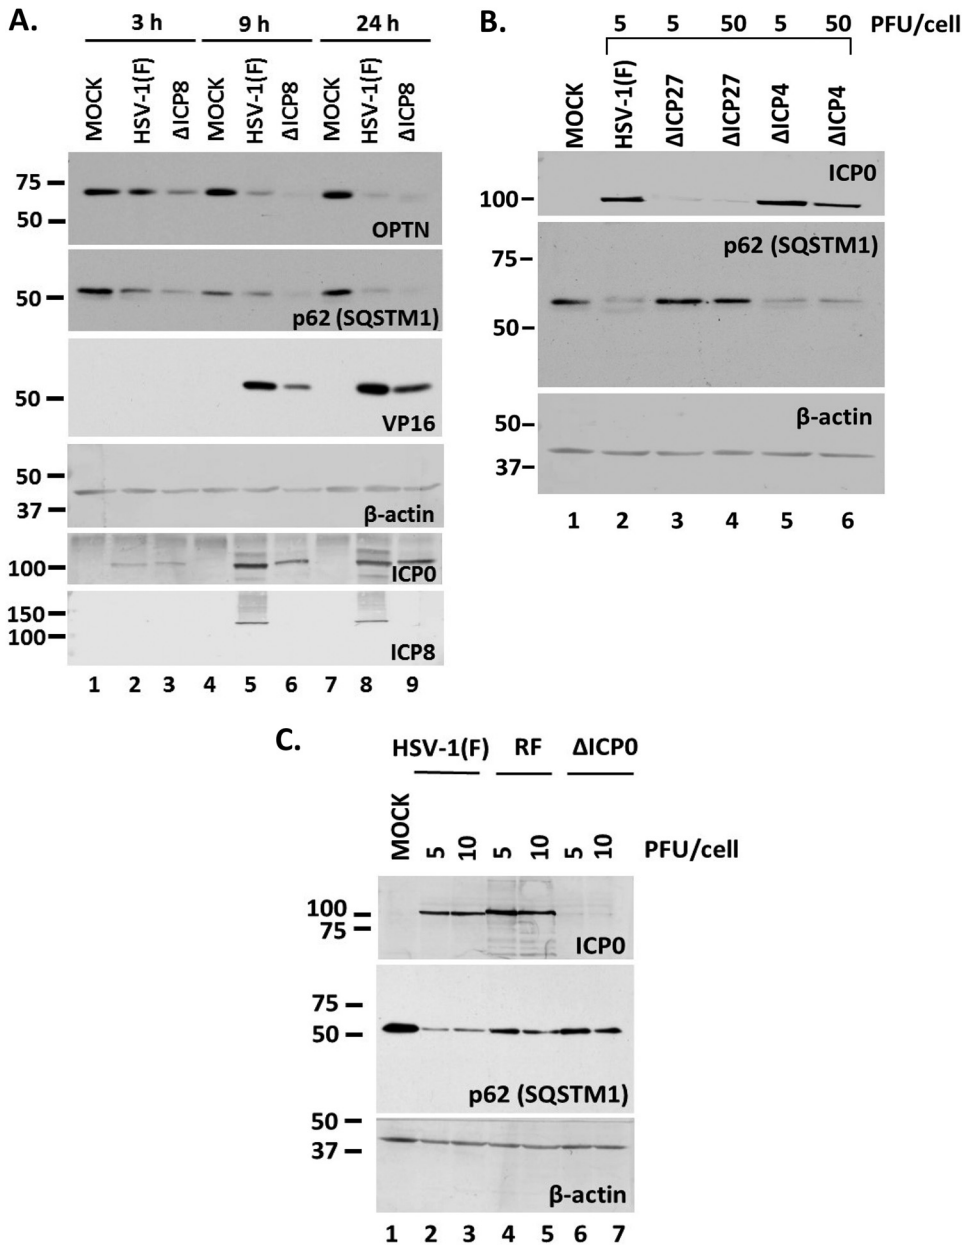 A.
3 h 9 h 24 h
MOCK HSV-1(F) ΔICP8 MOCK HSV-1(F) ΔICP8 MOCK HSV-1(F) ΔICP8
75
50
OPTN
50
p62 (SQSTM1)
50
VP16
50
37
β-actin
100
ICP0
150
100
ICP8
1 2 3 4 5 6 7 8 9
B.
5 5 50 5 50 PFU/cell
MOCK HSV-1(F) ΔICP27 ΔICP27 ΔICP4 ΔICP4
ICP0
100
p62 (SQSTM1)
75
50
β-actin
50
37
1 2 3 4 5 6
C.
HSV-1(F) RF ΔICP0
MOCK 5 10 5 10 5 10 PFU/cell
100
75
ICP0
75
50
p62 (SQSTM1)
50
37
β-actin
1 2 3 4 5 6 7